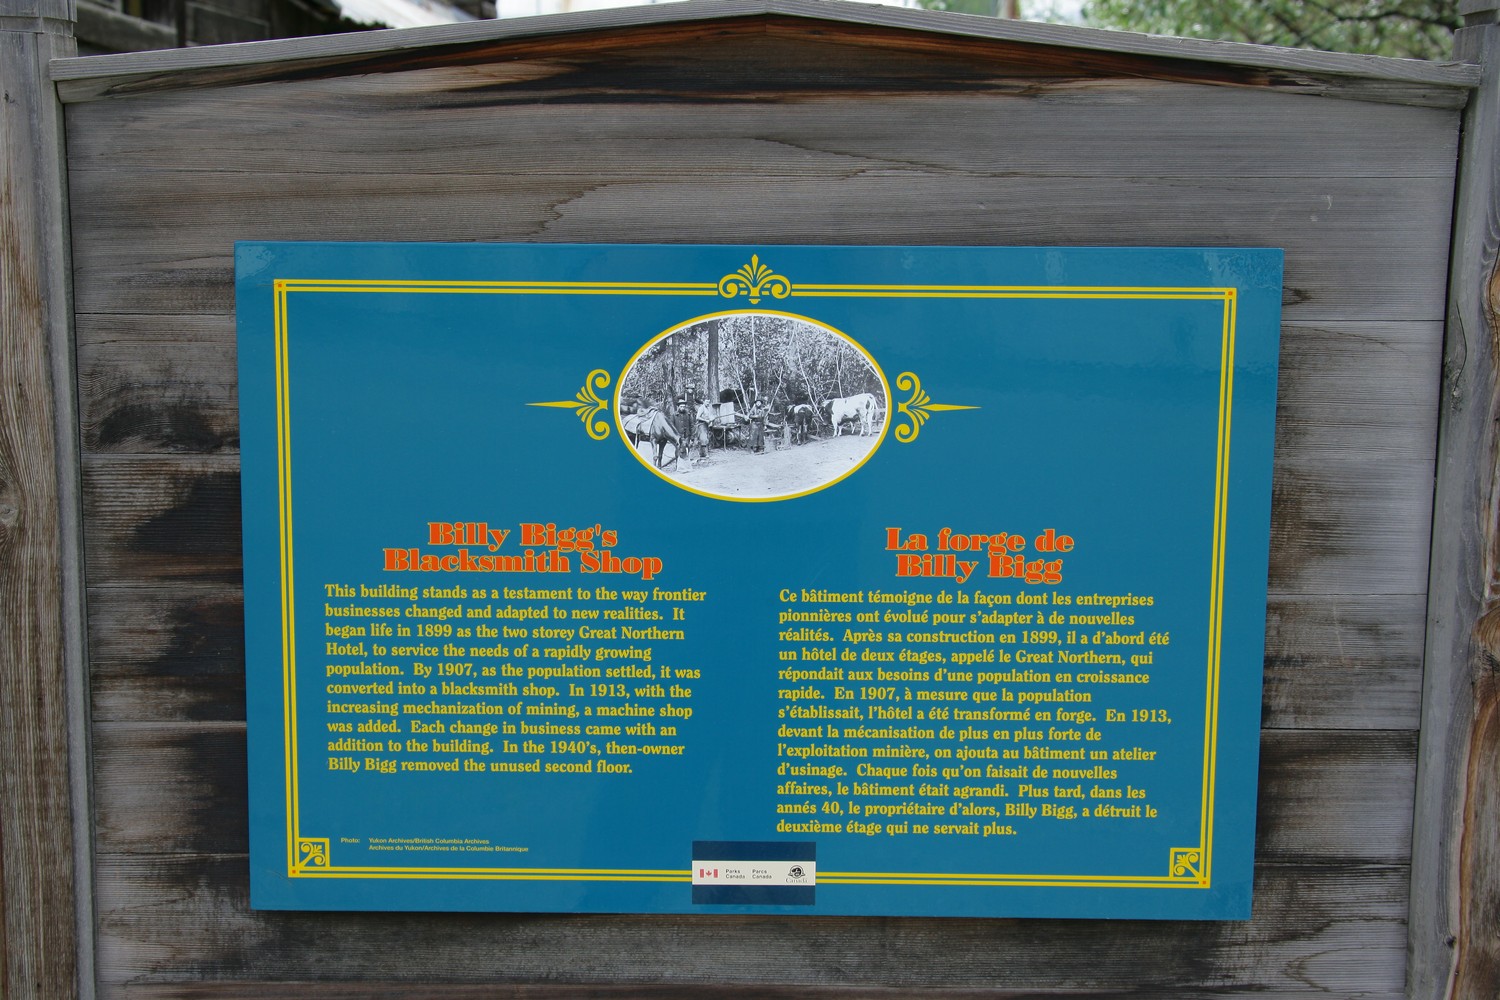 Billy Bigg's
Blacksmith Shop
This building stands as a testament to the way frontier
businesses changed and adapted to new realities. It
began life in 1899 as the two storey Great Northern
Hotel, to service the needs of a rapidly growing
population. By 1907, as the population settled, it was
converted into a blacksmith shop. In 1913, with the
increasing mechanization of mining, a machine shop
was added. Each change in business came with an
addition to the building. In the 1940's, then-owner
Billy Bigg removed the unused second floor.
La forge de
Billy Bigg
Ce bâtiment témoigne de la façon dont les entreprises
pionnières ont évolué pour s'adapter à de nouvelles
réalités. Après sa construction en 1899, il a d'abord été
un hôtel de deux étages, appelé le Great Northern, qui
répondait aux besoins d'une population en croissance
rapide. En 1907, à mesure que la population
s'établissait, l'hôtel a été transformé en forge. En 1913,
devant la mécanisation de plus en plus forte de
l'exploitation minière, on ajouta au bâtiment un atelier
d'usinage. Chaque fois qu'on faisait de nouvelles
affaires, le bâtiment était agrandi. Plus tard, dans les
annés 40, le propriétaire d'alors, Billy Bigg, a détruit le
deuxième étage qui ne servait plus.
Photo: Yukon Archives/British Columbia Archives
Archives du Yukon/Archives de la Colombie Britannique
Parks Parcs
Canada Canada
Canada